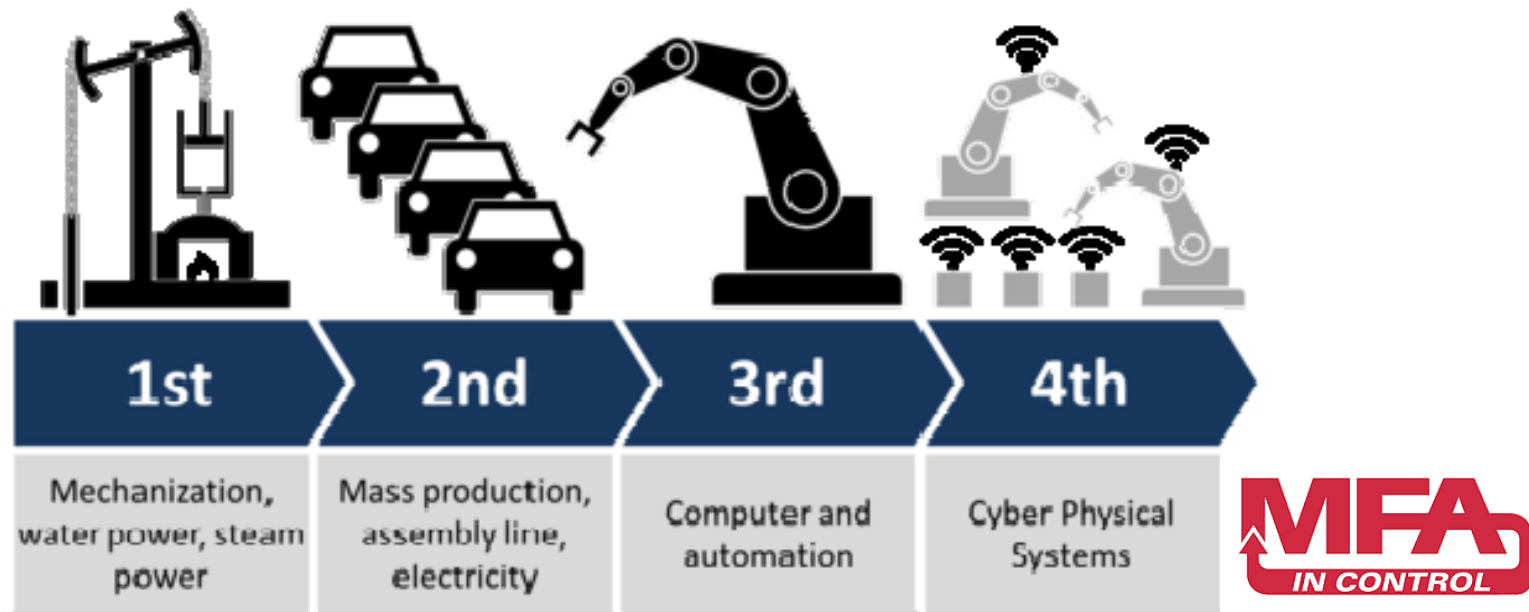 1st
2nd
3rd
4th
Mechanization,
water power, steam
power
Mass production,
assembly line,
electricity
Computer and
automation
Cyber Physical
Systems
MFA
IN CONTROL